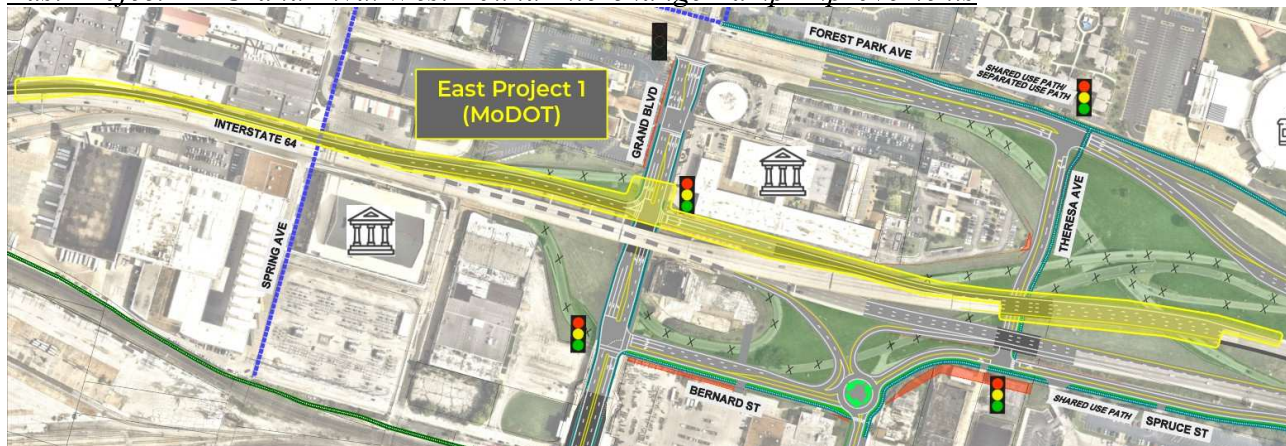 East Project 1
(MoDOT)
FOREST PARK AVE
SHARED USE PATH/
SEPARATED USE PATH
GRAND BLVD
INTERSTATE 64
SPRING AVE
THERESA AVE
BERNARD ST
SHARED USE PATH
SPRUCE ST